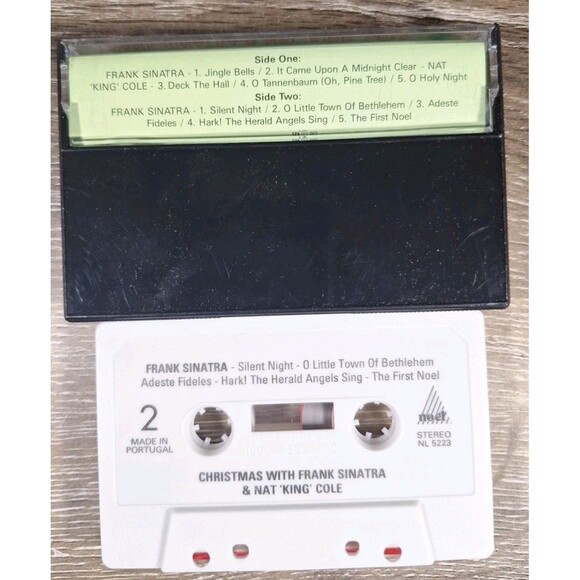 Side One:
FRANK SINATRA - 1. Jingle Bells / 2. It Came Upon A Midnight Clear - NAT
'KING' COLE - 3. Deck The Hall / 4. O Tannenbaum (Oh, Pine Tree) / 5. O Holy Night
Side Two:
FRANK SINATRA - 1. Silent Night / 2. O Little Town Of Bethlehem / 3. Adeste
Fideles / 4. Hark! The Herald Angels Sing / 5. The First Noel
FRANK SINATRA - Silent Night - O Little Town Of Bethlehem
Adeste Fideles - Hark! The Herald Angels Sing - The First Noel
2
MADE IN
PORTUGAL
noel
STEREO
NL 5223
CHRISTMAS WITH FRANK SINATRA
& NAT 'KING' COLE